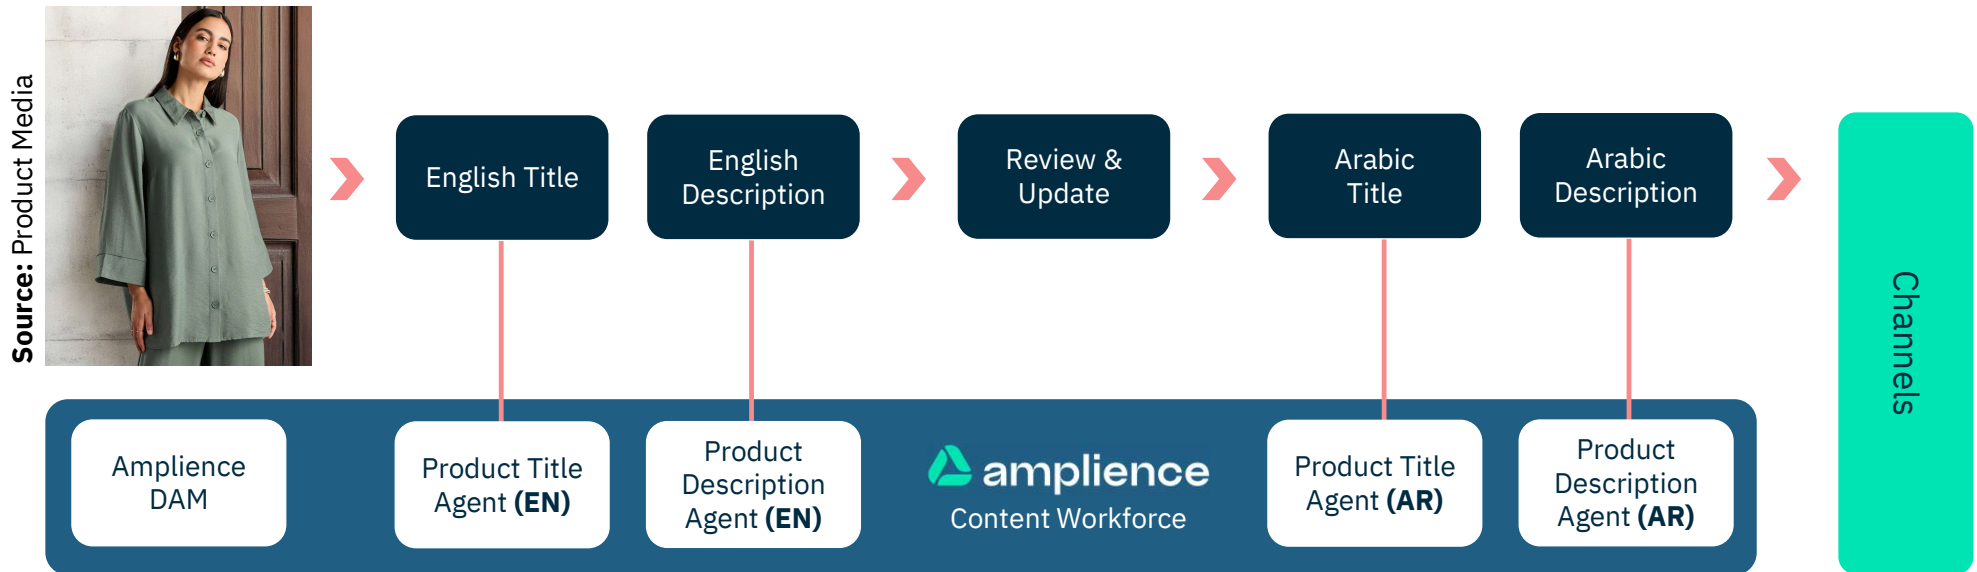 Source: Product Media
English Title
English
Description
Review &
Update
Arabic
Title
Arabic
Description
Channels
Amplience
DAM
Product Title
Agent (EN)
Product
Description
Agent (EN)
amplience
Content Workforce
Product Title
Agent (AR)
Product
Description
Agent (AR)